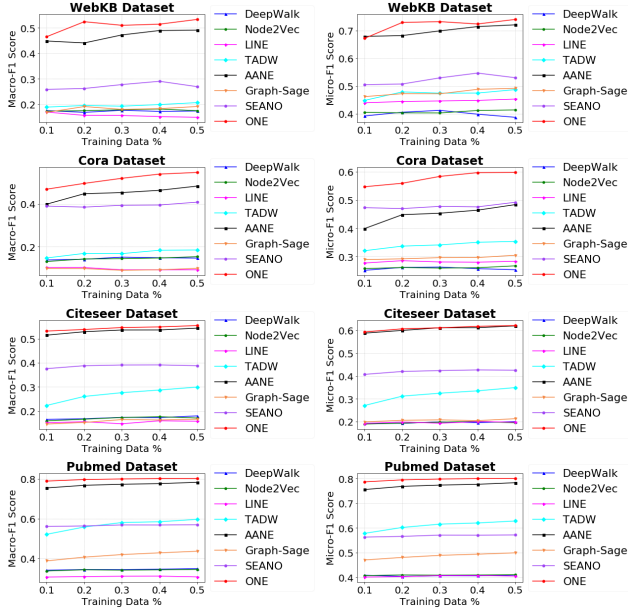 WebKB Dataset
Macro-F1 Score
0.5
0.4
0.3
0.2
0.1 0.2 0.3 0.4 0.5
Training Data %
DeepWalk
Node2Vec
LINE
TADW
AANE
Graph-Sage
SEANO
ONE
WebKB Dataset
Micro-F1 Score
0.7
0.6
0.5
0.4
0.1 0.2 0.3 0.4 0.5
Training Data %
DeepWalk
Node2Vec
LINE
TADW
AANE
Graph-Sage
SEANO
ONE
Cora Dataset
Macro-F1 Score
0.4
0.2
0.1 0.2 0.3 0.4 0.5
Training Data %
DeepWalk
Node2Vec
LINE
TADW
AANE
Graph-Sage
SEANO
ONE
Cora Dataset
Micro-F1 Score
0.6
0.5
0.4
0.3
0.1 0.2 0.3 0.4 0.5
Training Data %
DeepWalk
Node2Vec
LINE
TADW
AANE
Graph-Sage
SEANO
ONE
Citeseer Dataset
Macro-F1 Score
0.5
0.4
0.3
0.2
0.1 0.2 0.3 0.4 0.5
Training Data %
DeepWalk
Node2Vec
LINE
TADW
AANE
Graph-Sage
SEANO
ONE
Citeseer Dataset
Micro-F1 Score
0.6
0.5
0.4
0.3
0.2
0.1 0.2 0.3 0.4 0.5
Training Data %
DeepWalk
Node2Vec
LINE
TADW
AANE
Graph-Sage
SEANO
ONE
Pubmed Dataset
Macro-F1 Score
0.8
0.6
0.4
0.1 0.2 0.3 0.4 0.5
Training Data %
DeepWalk
Node2Vec
LINE
TADW
AANE
Graph-Sage
SEANO
ONE
Pubmed Dataset
Micro-F1 Score
0.8
0.7
0.6
0.5
0.4
0.1 0.2 0.3 0.4 0.5
Training Data %
DeepWalk
Node2Vec
LINE
TADW
AANE
Graph-Sage
SEANO
ONE